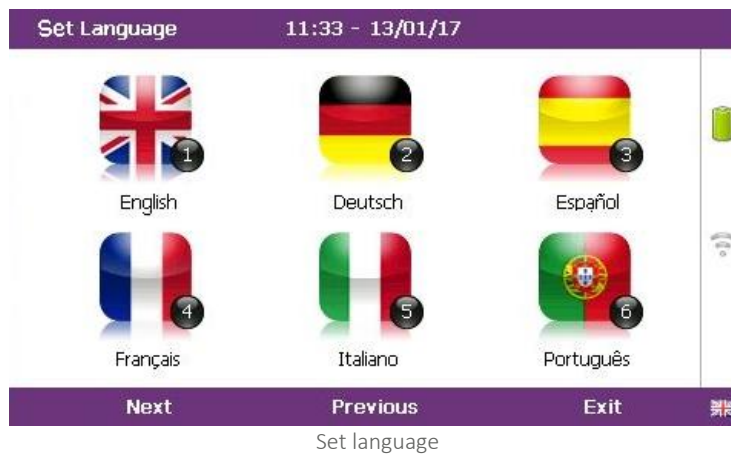 Set Language 11:33 - 13/01/17
1 2 3
English Deutsch Español
4 5 6
Français Italiano Português
Next Previous Exit
Set language